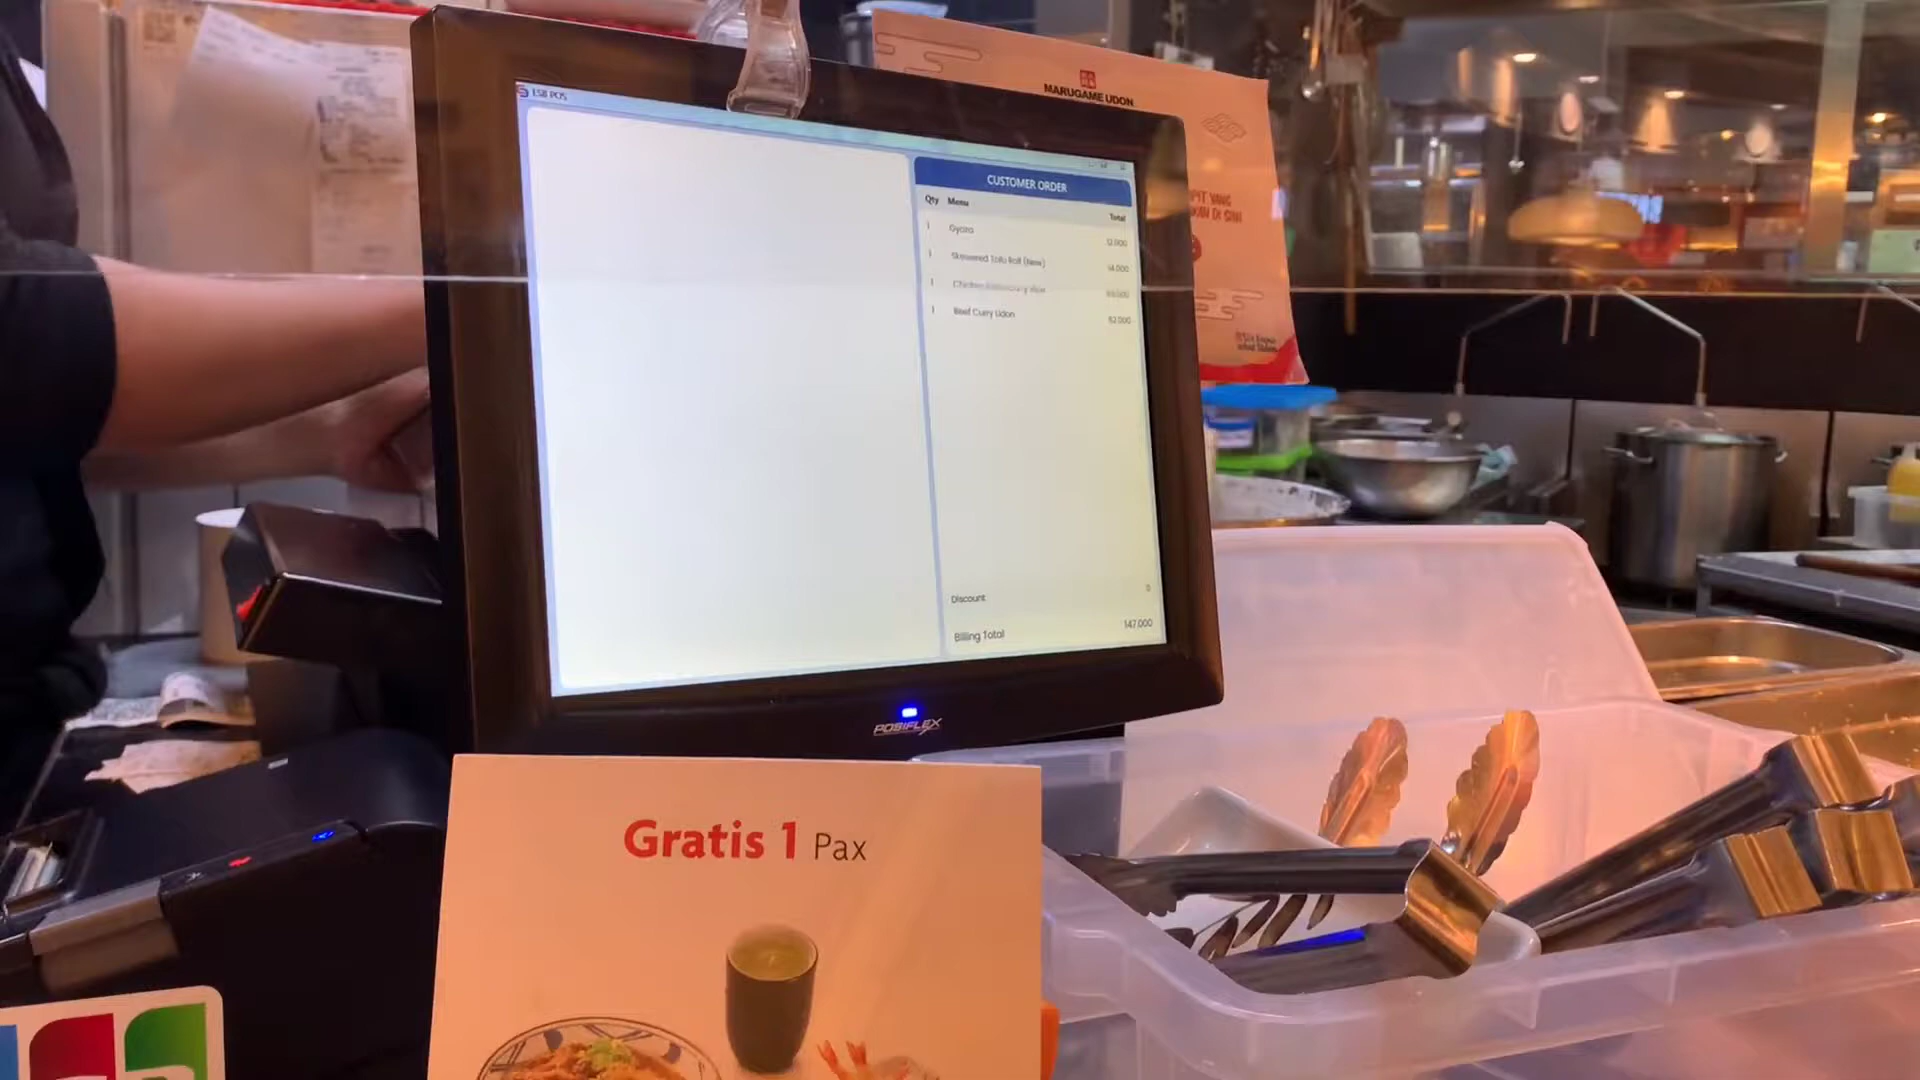 ESB POS
MARUGAME UDON
CUSTOMER ORDER
Qty Menu Total
1 Gyoza 12.000
1 Skewered Tofu Roll (New) 14.000
1 Chicken
1 Beef Curry Udon 62.000
Discount 0
Billing Total 147.000
POSIFLEX
Gratis 1 Pax